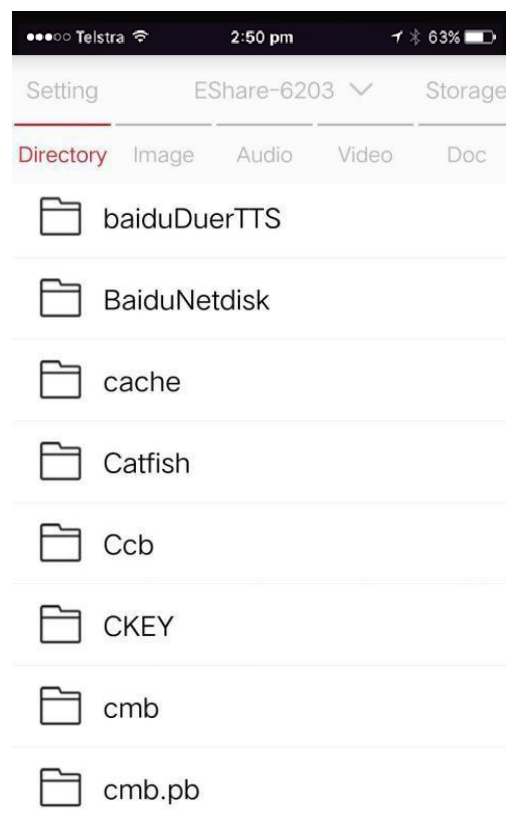 Telstra 2:50 pm 63%
Setting EShare-6203 Storage
Directory Image Audio Video Doc
baiduDuerTTS
BaiduNetdisk
cache
Catfish
Ccb
CKEY
cmb
cmb.pb